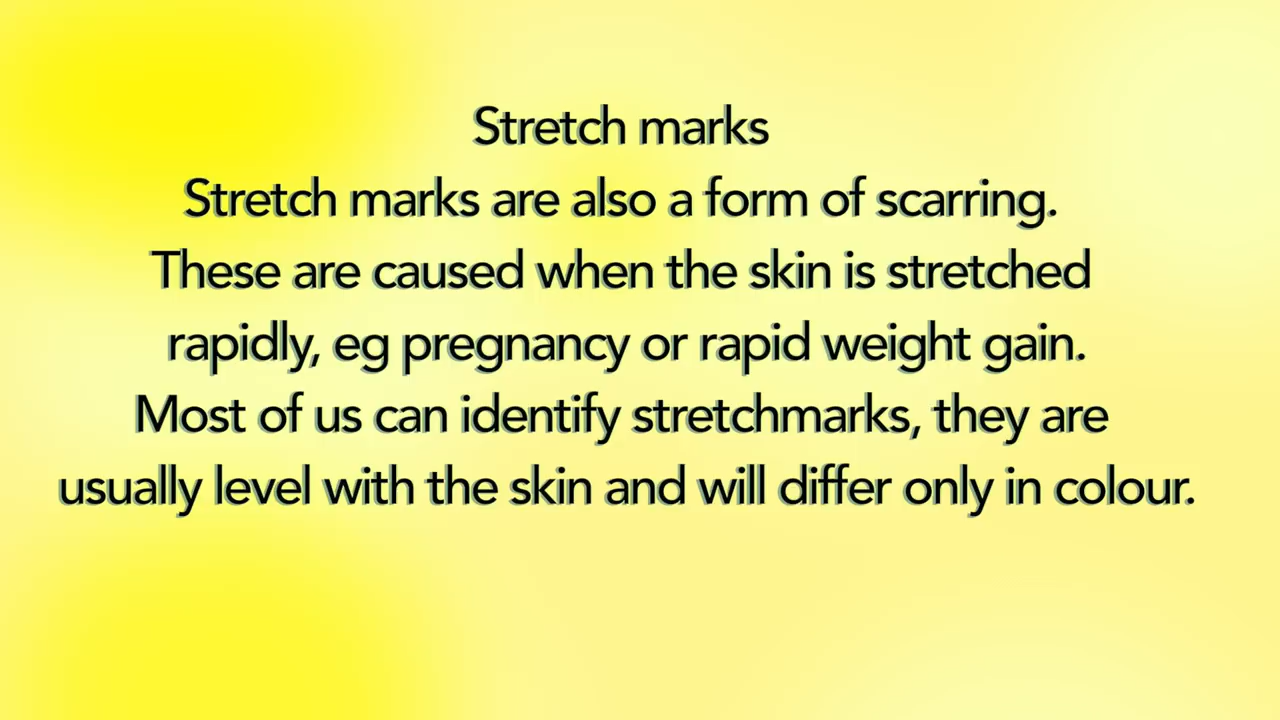 Stretch marks
Stretch marks are also a form of scarring.
These are caused when the skin is stretched
rapidly, eg pregnancy or rapid weight gain.
Most of us can identify stretchmarks, they are
usually level with the skin and will differ only in colour.